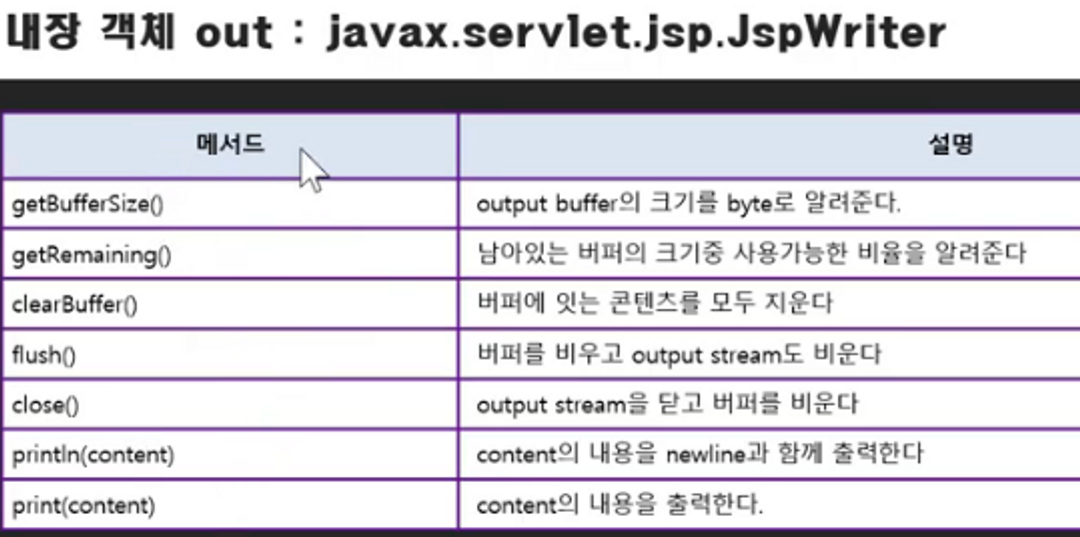 내장 객체 out : javax.servlet.jsp.JspWriter
메서드 설명
getBufferSize() output buffer의 크기를 byte로 알려준다.
getRemaining() 남아있는 버퍼의 크기중 사용가능한 비율을 알려준다
clearBuffer() 버퍼에 잇는 콘텐츠를 모두 지운다
flush() 버퍼를 비우고 output stream도 비운다
close() output stream을 닫고 버퍼를 비운다
println(content) content의 내용을 newline과 함께 출력한다
print(content) content의 내용을 출력한다.